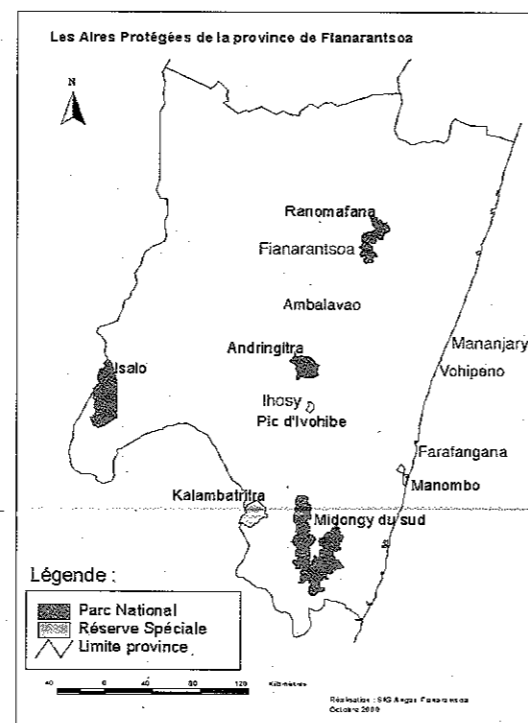 Les Aires Protégées de la province de Fianarantsoa
N
Ranomafana
Fianarantsoa
Ambalavao
Mananjary
Andringitra
Isalo
Vohipeno
Ihosy
Pic d'Ivohibe
Farafangana
Manombo
Kalambatritra
Midongy du sud
Légende :
Parc National
Réserve Spéciale
Limite province
40 0 40 80 120 Kilomètres
Réalisation : SIG Angap Fianarantsoa
Octobre 2000